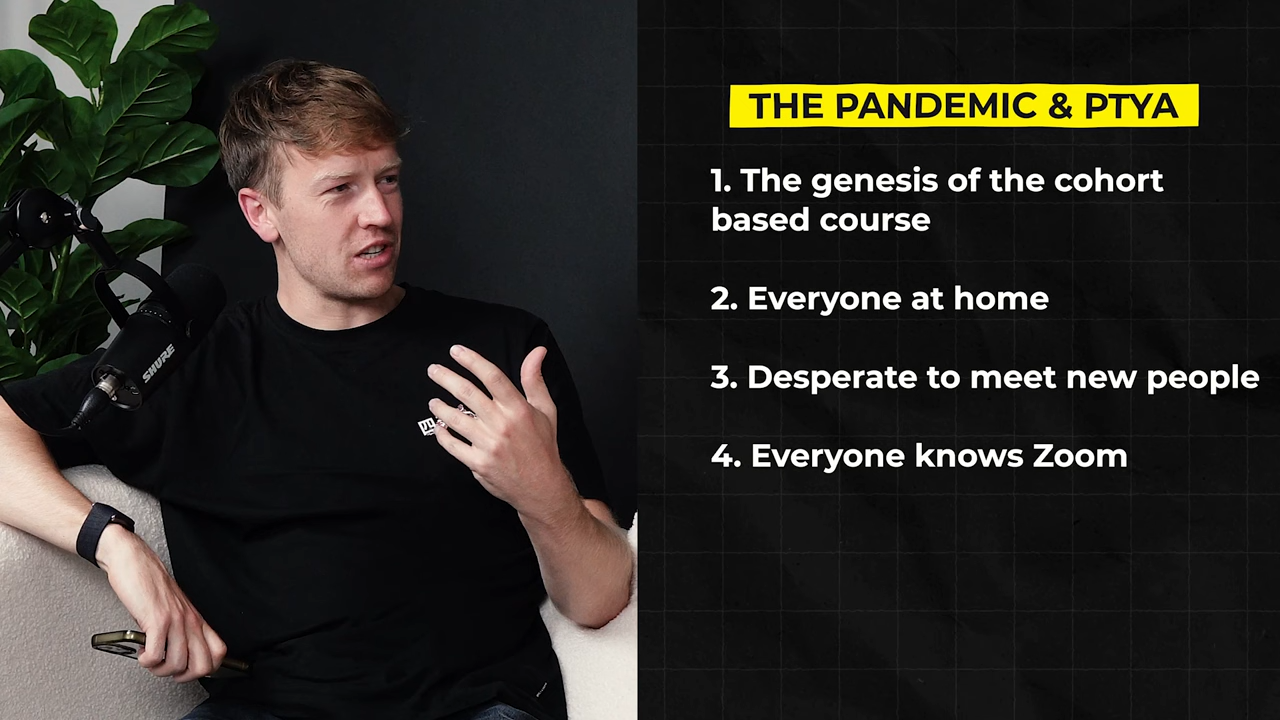 THE PANDEMIC & PTYA
1. The genesis of the cohort
based course
2. Everyone at home
3. Desperate to meet new people
4. Everyone knows Zoom
SHURE